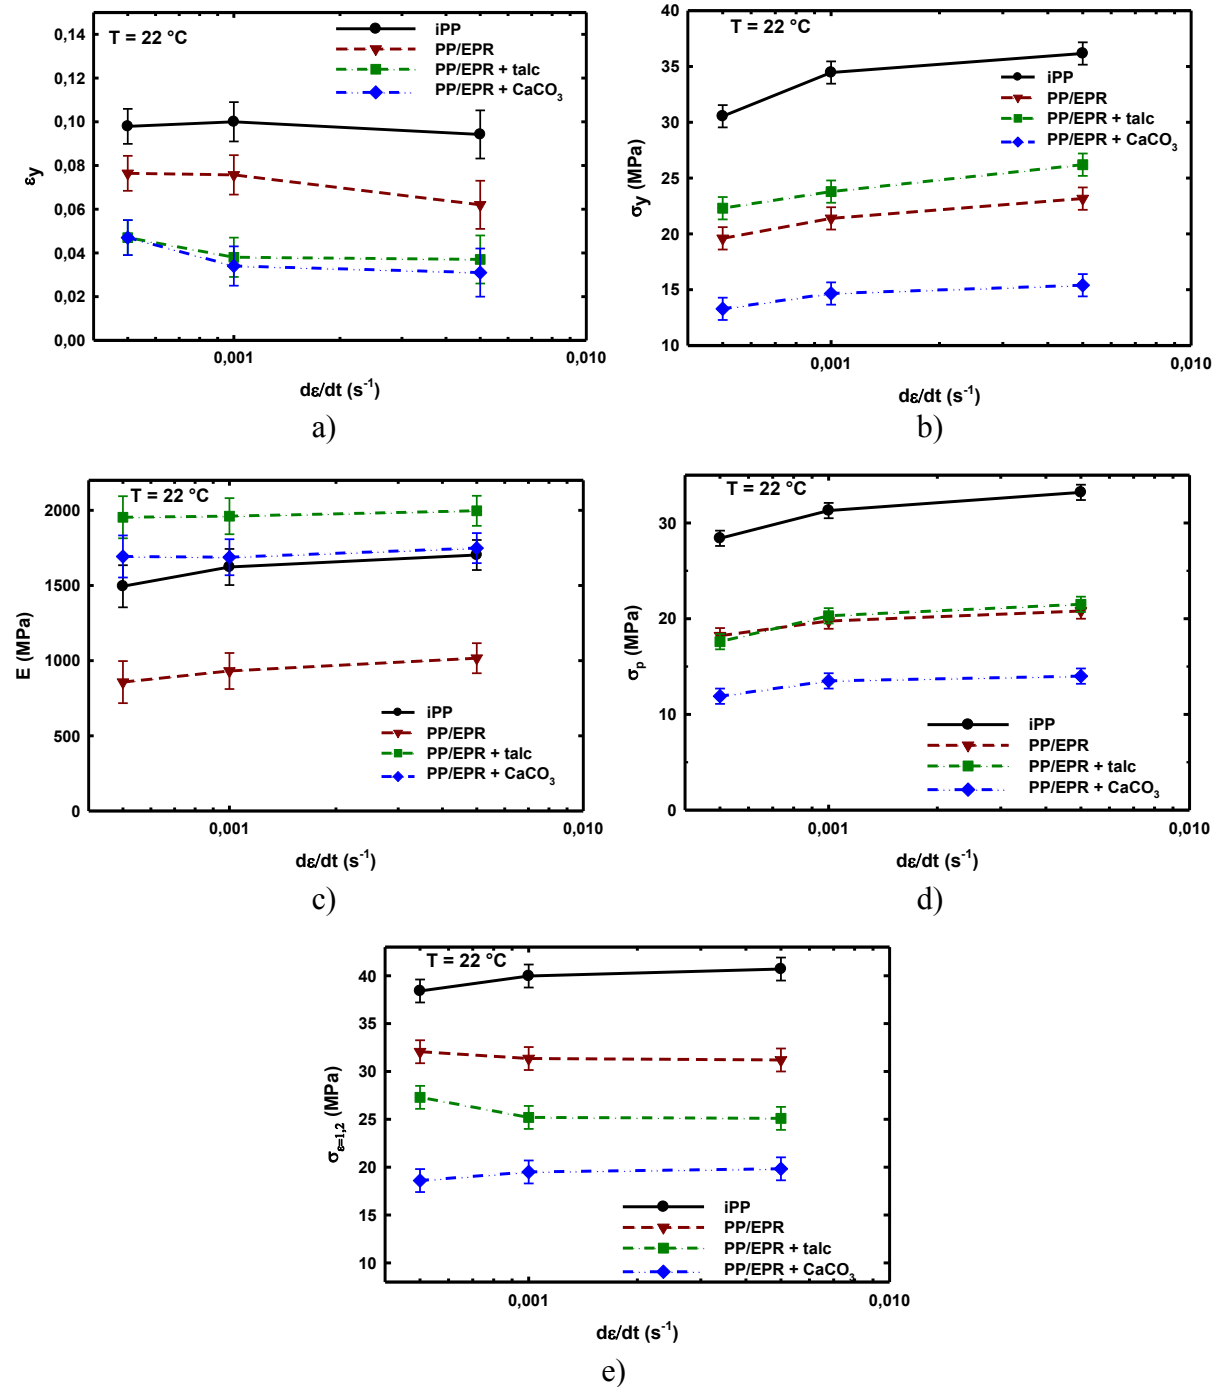 0,14
0,12
0,10
0,08
0,06
0,04
0,02
0,00
εy
T = 22 °C
iPP
PP/EPR
PP/EPR + talc
PP/EPR + CaCO3
0,001
0,010
dε/dt (s-1)
a)
40
35
30
25
20
15
10
σy (MPa)
T = 22 °C
iPP
PP/EPR
PP/EPR + talc
PP/EPR + CaCO3
0,001
0,010
dε/dt (s-1)
b)
2000
1500
1000
500
0
E (MPa)
T = 22 °C
iPP
PP/EPR
PP/EPR + talc
PP/EPR + CaCO3
0,001
0,010
dε/dt (s-1)
c)
30
20
10
0
σp (MPa)
T = 22 °C
iPP
PP/EPR
PP/EPR + talc
PP/EPR + CaCO3
0,001
0,010
dε/dt (s-1)
d)
40
35
30
25
20
15
10
σε=1,2 (MPa)
T = 22 °C
iPP
PP/EPR
PP/EPR + talc
PP/EPR + CaCO3
0,001
0,010
dε/dt (s-1)
e)